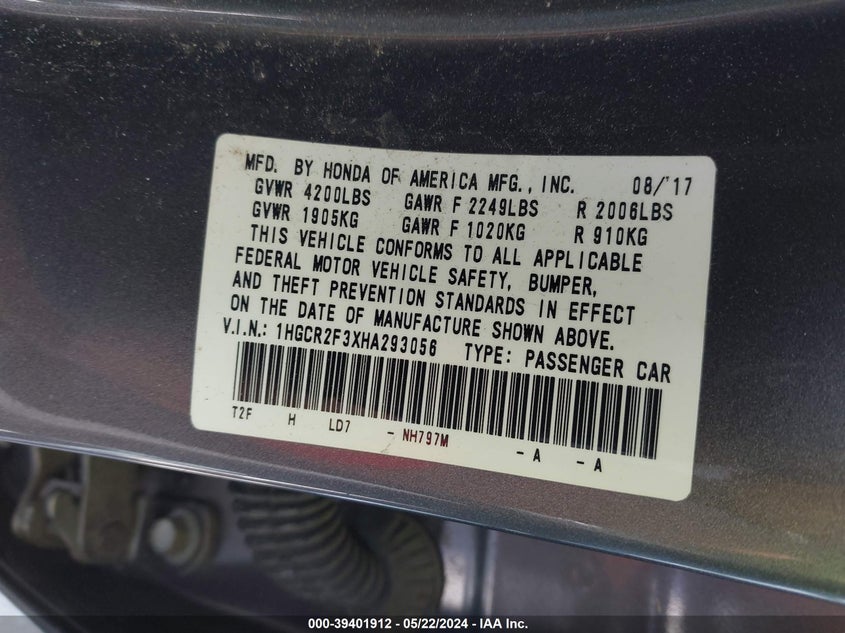 MFD. BY HONDA OF AMERICA MFG., INC. 08/'17
GVWR 4200LBS GAWR F 2249LBS R 2006LBS
GVWR 1905KG GAWR F 1020KG R 910KG
THIS VEHICLE CONFORMS TO ALL APPLICABLE
FEDERAL MOTOR VEHICLE SAFETY, BUMPER,
AND THEFT PREVENTION STANDARDS IN EFFECT
ON THE DATE OF MANUFACTURE SHOWN ABOVE.
V.I.N.: 1HGCR2F3XHA293056 TYPE: PASSENGER CAR
T2F H LD7 - NH797M - A - A
000-39401912 - 05/22/2024 - IAA Inc.